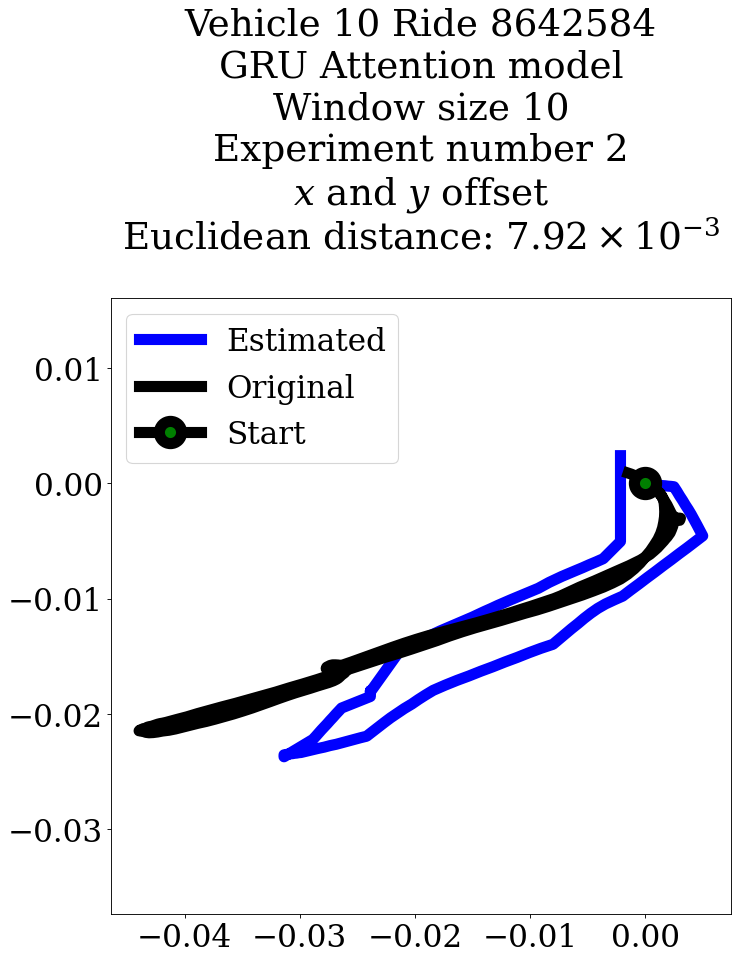 Vehicle 10 Ride 8642584
GRU Attention model
Window size 10
Experiment number 2
x and y offset
Euclidean distance: 7.92 × 10⁻³
Estimated
Original
Start
0.01
0.00
−0.01
−0.02
−0.03
−0.04 −0.03 −0.02 −0.01 0.00